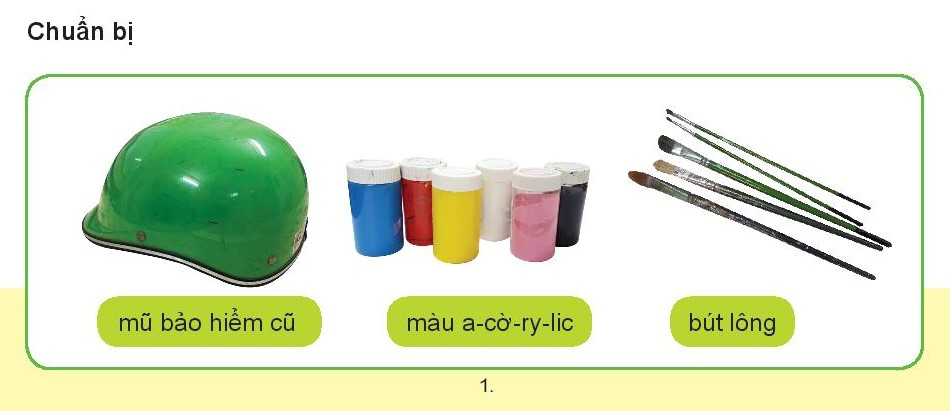 Chuẩn bị
mũ bảo hiểm cũ
màu a-cờ-ry-lic
bút lông
1.